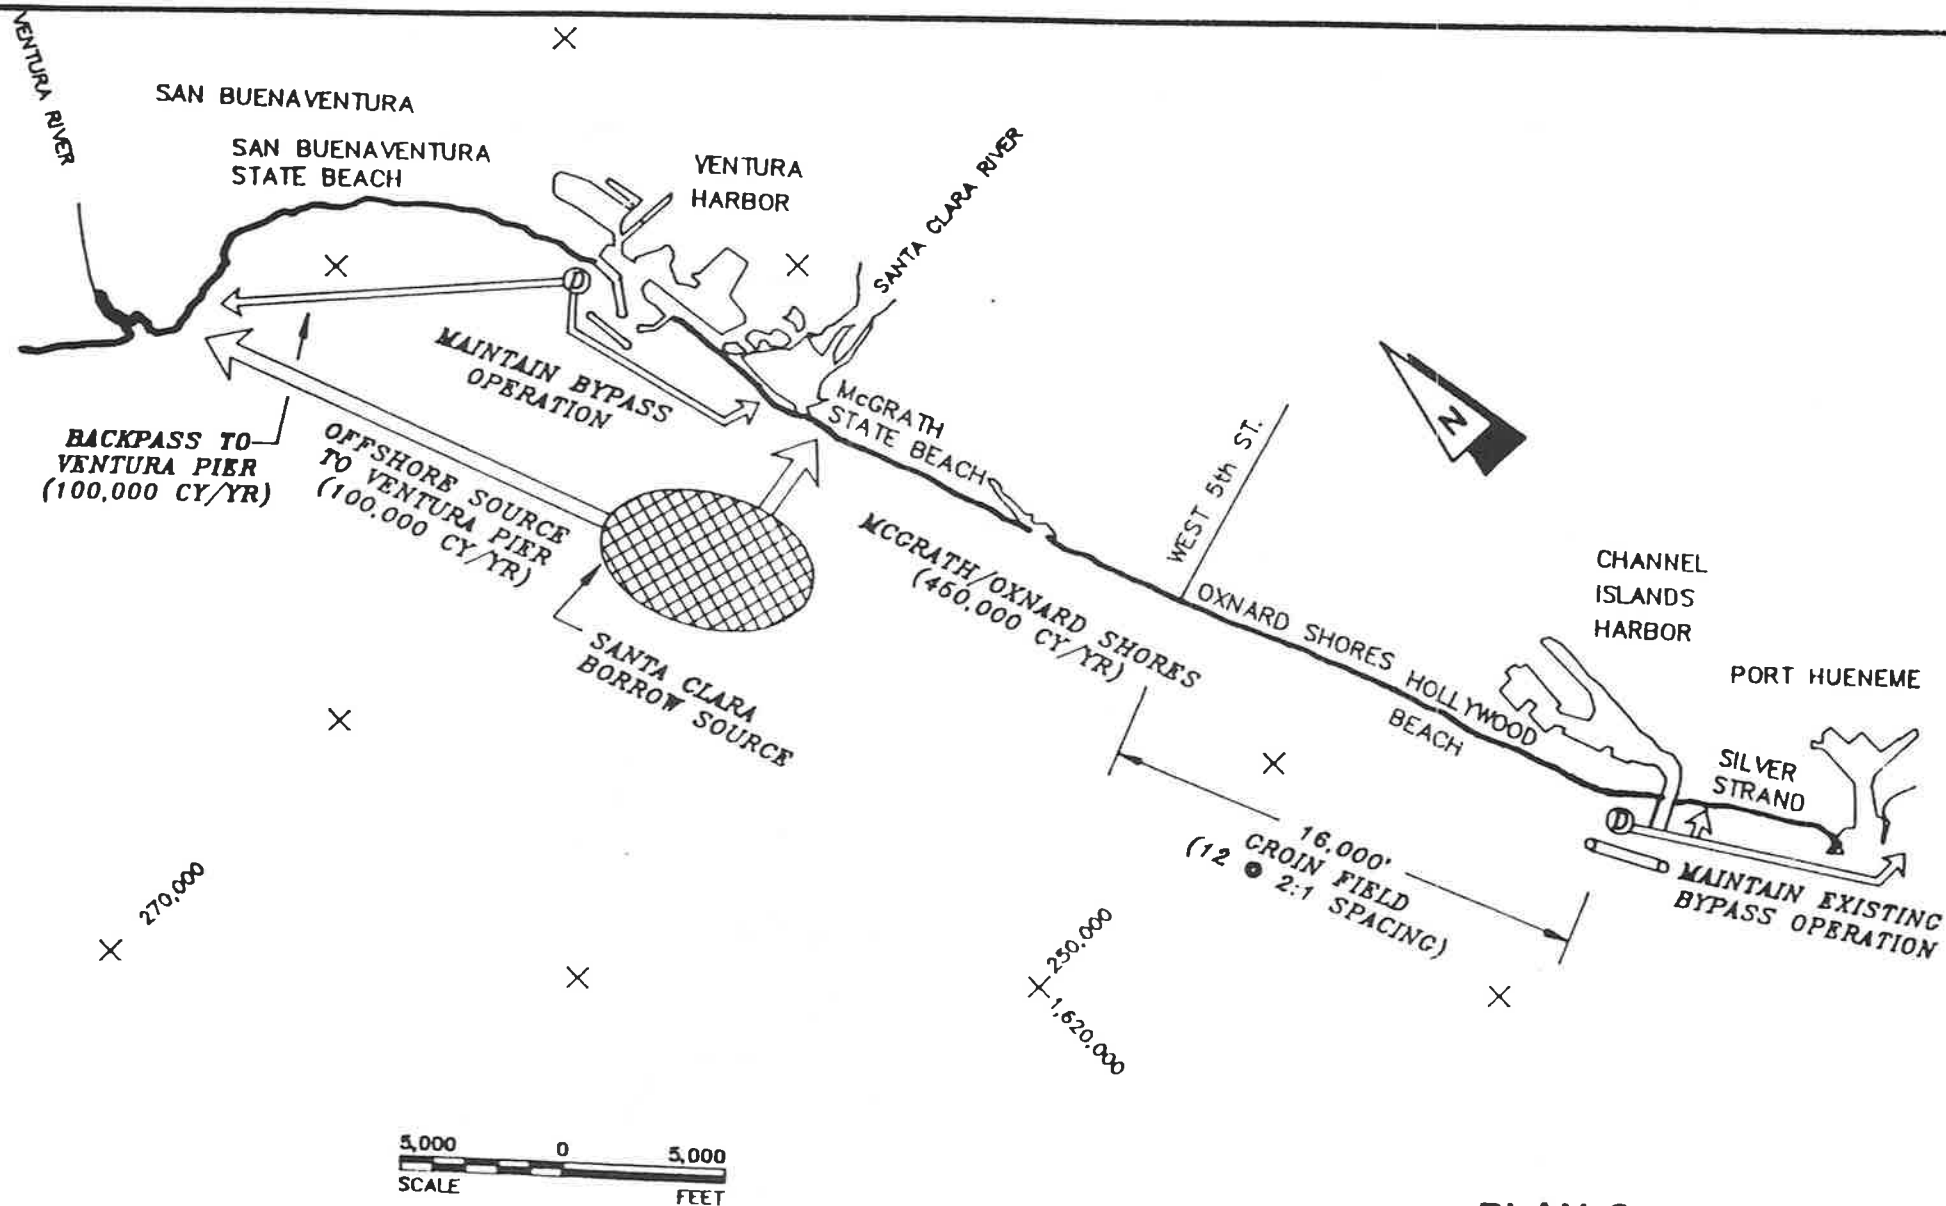 VENTURA RIVER
SAN BUENAVENTURA
SAN BUENAVENTURA
STATE BEACH
VENTURA
HARBOR
SANTA CLARA RIVER
D
MAINTAIN BYPASS
OPERATION
BACKPASS TO
VENTURA PIER
(100,000 CY/YR)
OFFSHORE SOURCE
TO VENTURA PIER
(100,000 CY/YR)
McGRATH
STATE BEACH
N
WEST 5th ST.
MCGRATH/OXNARD SHORES
(460,000 CY/YR)
SANTA CLARA
BORROW SOURCE
OXNARD SHORES
HOLLYWOOD
BEACH
CHANNEL
ISLANDS
HARBOR
PORT HUENEME
SILVER
STRAND
D
16,000'
GROIN FIELD
(12 @ 2:1 SPACING)
MAINTAIN EXISTING
BYPASS OPERATION
270,000
250,000
1,620,000
5,000 0 5,000
SCALE FEET